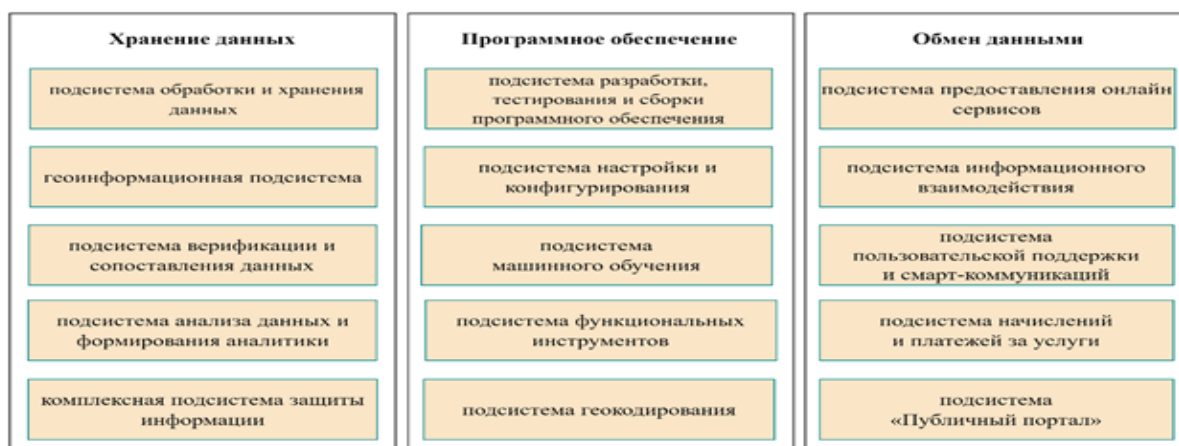 Хранение данных
подсистема обработки и хранения
данных
геоинформационная подсистема
подсистема верификации и
сопоставления данных
подсистема анализа данных и
формирования аналитики
комплексная подсистема защиты
информации
Программное обеспечение
подсистема разработки,
тестирования и сборки
программного обеспечения
подсистема настройки и
конфигурирования
подсистема
машинного обучения
подсистема функциональных
инструментов
подсистема геокодирования
Обмен данными
подсистема предоставления онлайн
сервисов
подсистема информационного
взаимодействия
подсистема
пользовательской поддержки
и смарт-коммуникаций
подсистема начислений
и платежей за услуги
подсистема
«Публичный портал»